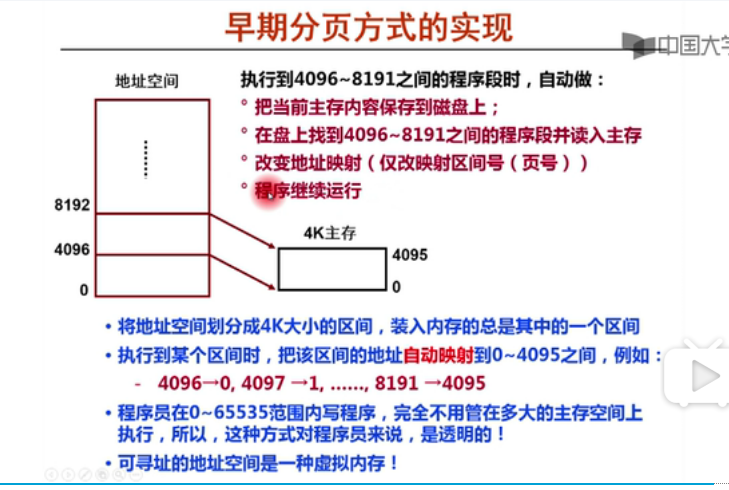 早期分页方式的实现
中国大学
地址空间
执行到4096~8191之间的程序段时，自动做：
° 把当前主存内容保存到磁盘上；
° 在盘上找到4096~8191之间的程序段并读入主存
° 改变地址映射（仅改映射区间号（页号））
° 程序继续运行
8192
4096
0
4K主存
4095
0
• 将地址空间划分成4K大小的区间，装入内存的总是其中的一个区间
• 执行到某个区间时，把该区间的地址自动映射到0~4095之间，例如：
- 4096→0, 4097 →1, ……, 8191 →4095
• 程序员在0~65535范围内写程序，完全不用管在多大的主存空间上
执行，所以，这种方式对程序员来说，是透明的！
• 可寻址的地址空间是一种虚拟内存！